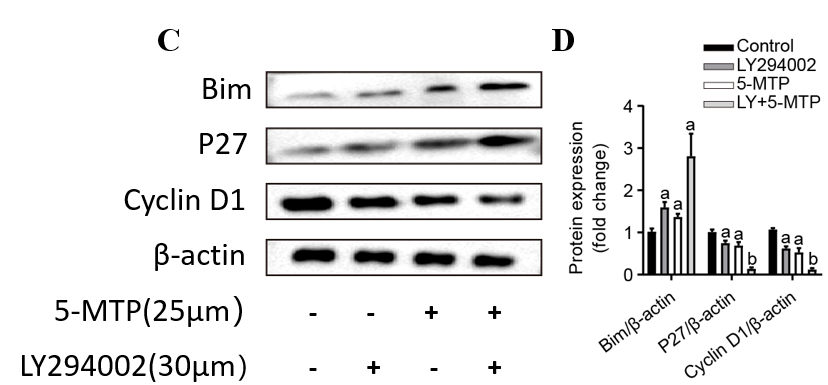 C
Bim
P27
Cyclin D1
β-actin
5-MTP(25μm)
- - + +
LY294002(30μm)
- + - +
D
Control
LY294002
5-MTP
LY+5-MTP
Protein expression
(fold change)
4
3
2
1
0
a a a
a a b
a a b
Bim/β-actin
P27/β-actin
Cyclin D1/β-actin